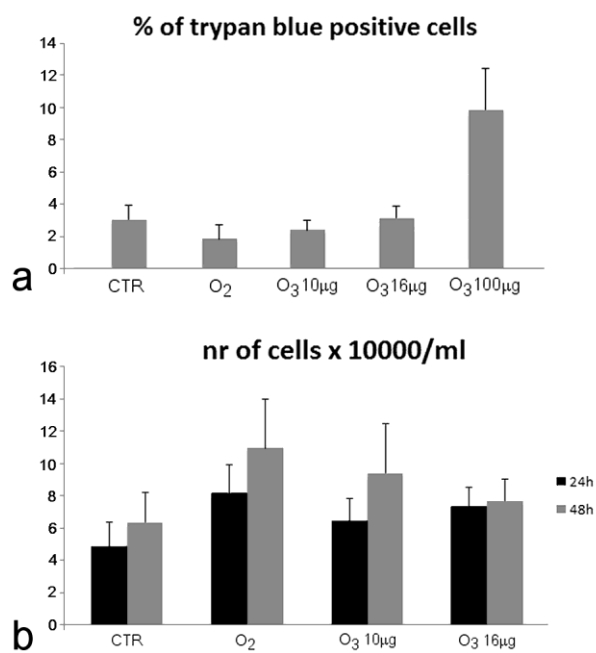 % of trypan blue positive cells
14
12
10
8
6
4
2
0
CTR O2 O3 10µg O3 16µg O3 100µg
a
nr of cells x 10000/ml
16
14
12
10
8
6
4
2
0
24h
48h
CTR O2 O3 10µg O3 16µg
b